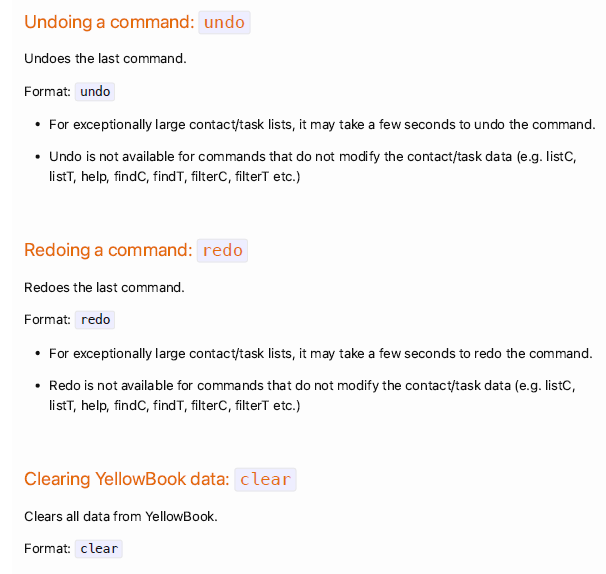 Undoing a command: undo
Undoes the last command.
Format: undo
• For exceptionally large contact/task lists, it may take a few seconds to undo the command.
• Undo is not available for commands that do not modify the contact/task data (e.g. listC,
listT, help, findC, findT, filterC, filterT etc.)
Redoing a command: redo
Redoes the last command.
Format: redo
• For exceptionally large contact/task lists, it may take a few seconds to redo the command.
• Redo is not available for commands that do not modify the contact/task data (e.g. listC,
listT, help, findC, findT, filterC, filterT etc.)
Clearing YellowBook data: clear
Clears all data from YellowBook.
Format: clear